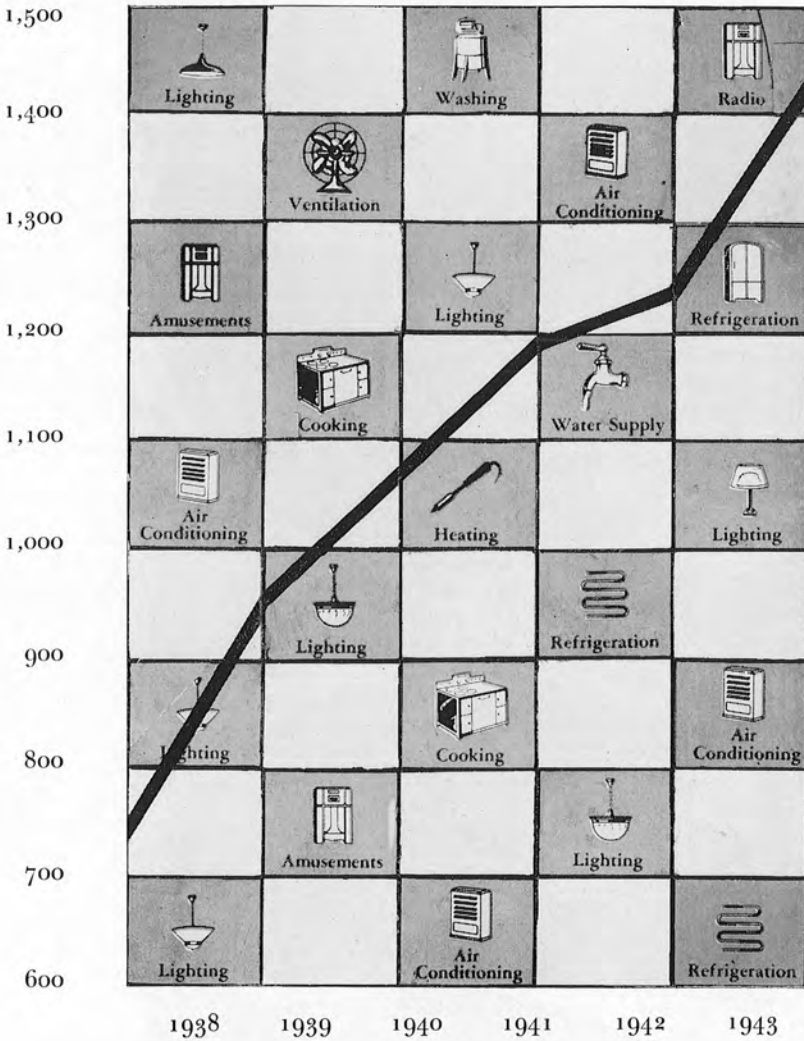 1,500
Lighting
Washing
Radio
1,400
Ventilation
Air
Conditioning
1,300
Amusements
Lighting
Refrigeration
1,200
Cooking
Water Supply
1,100
Air
Conditioning
Heating
Lighting
1,000
Lighting
Refrigeration
900
Lighting
Cooking
Air
Conditioning
800
Amusements
Lighting
700
Lighting
Air
Conditioning
Refrigeration
600
1938 1939 1940 1941 1942 1943